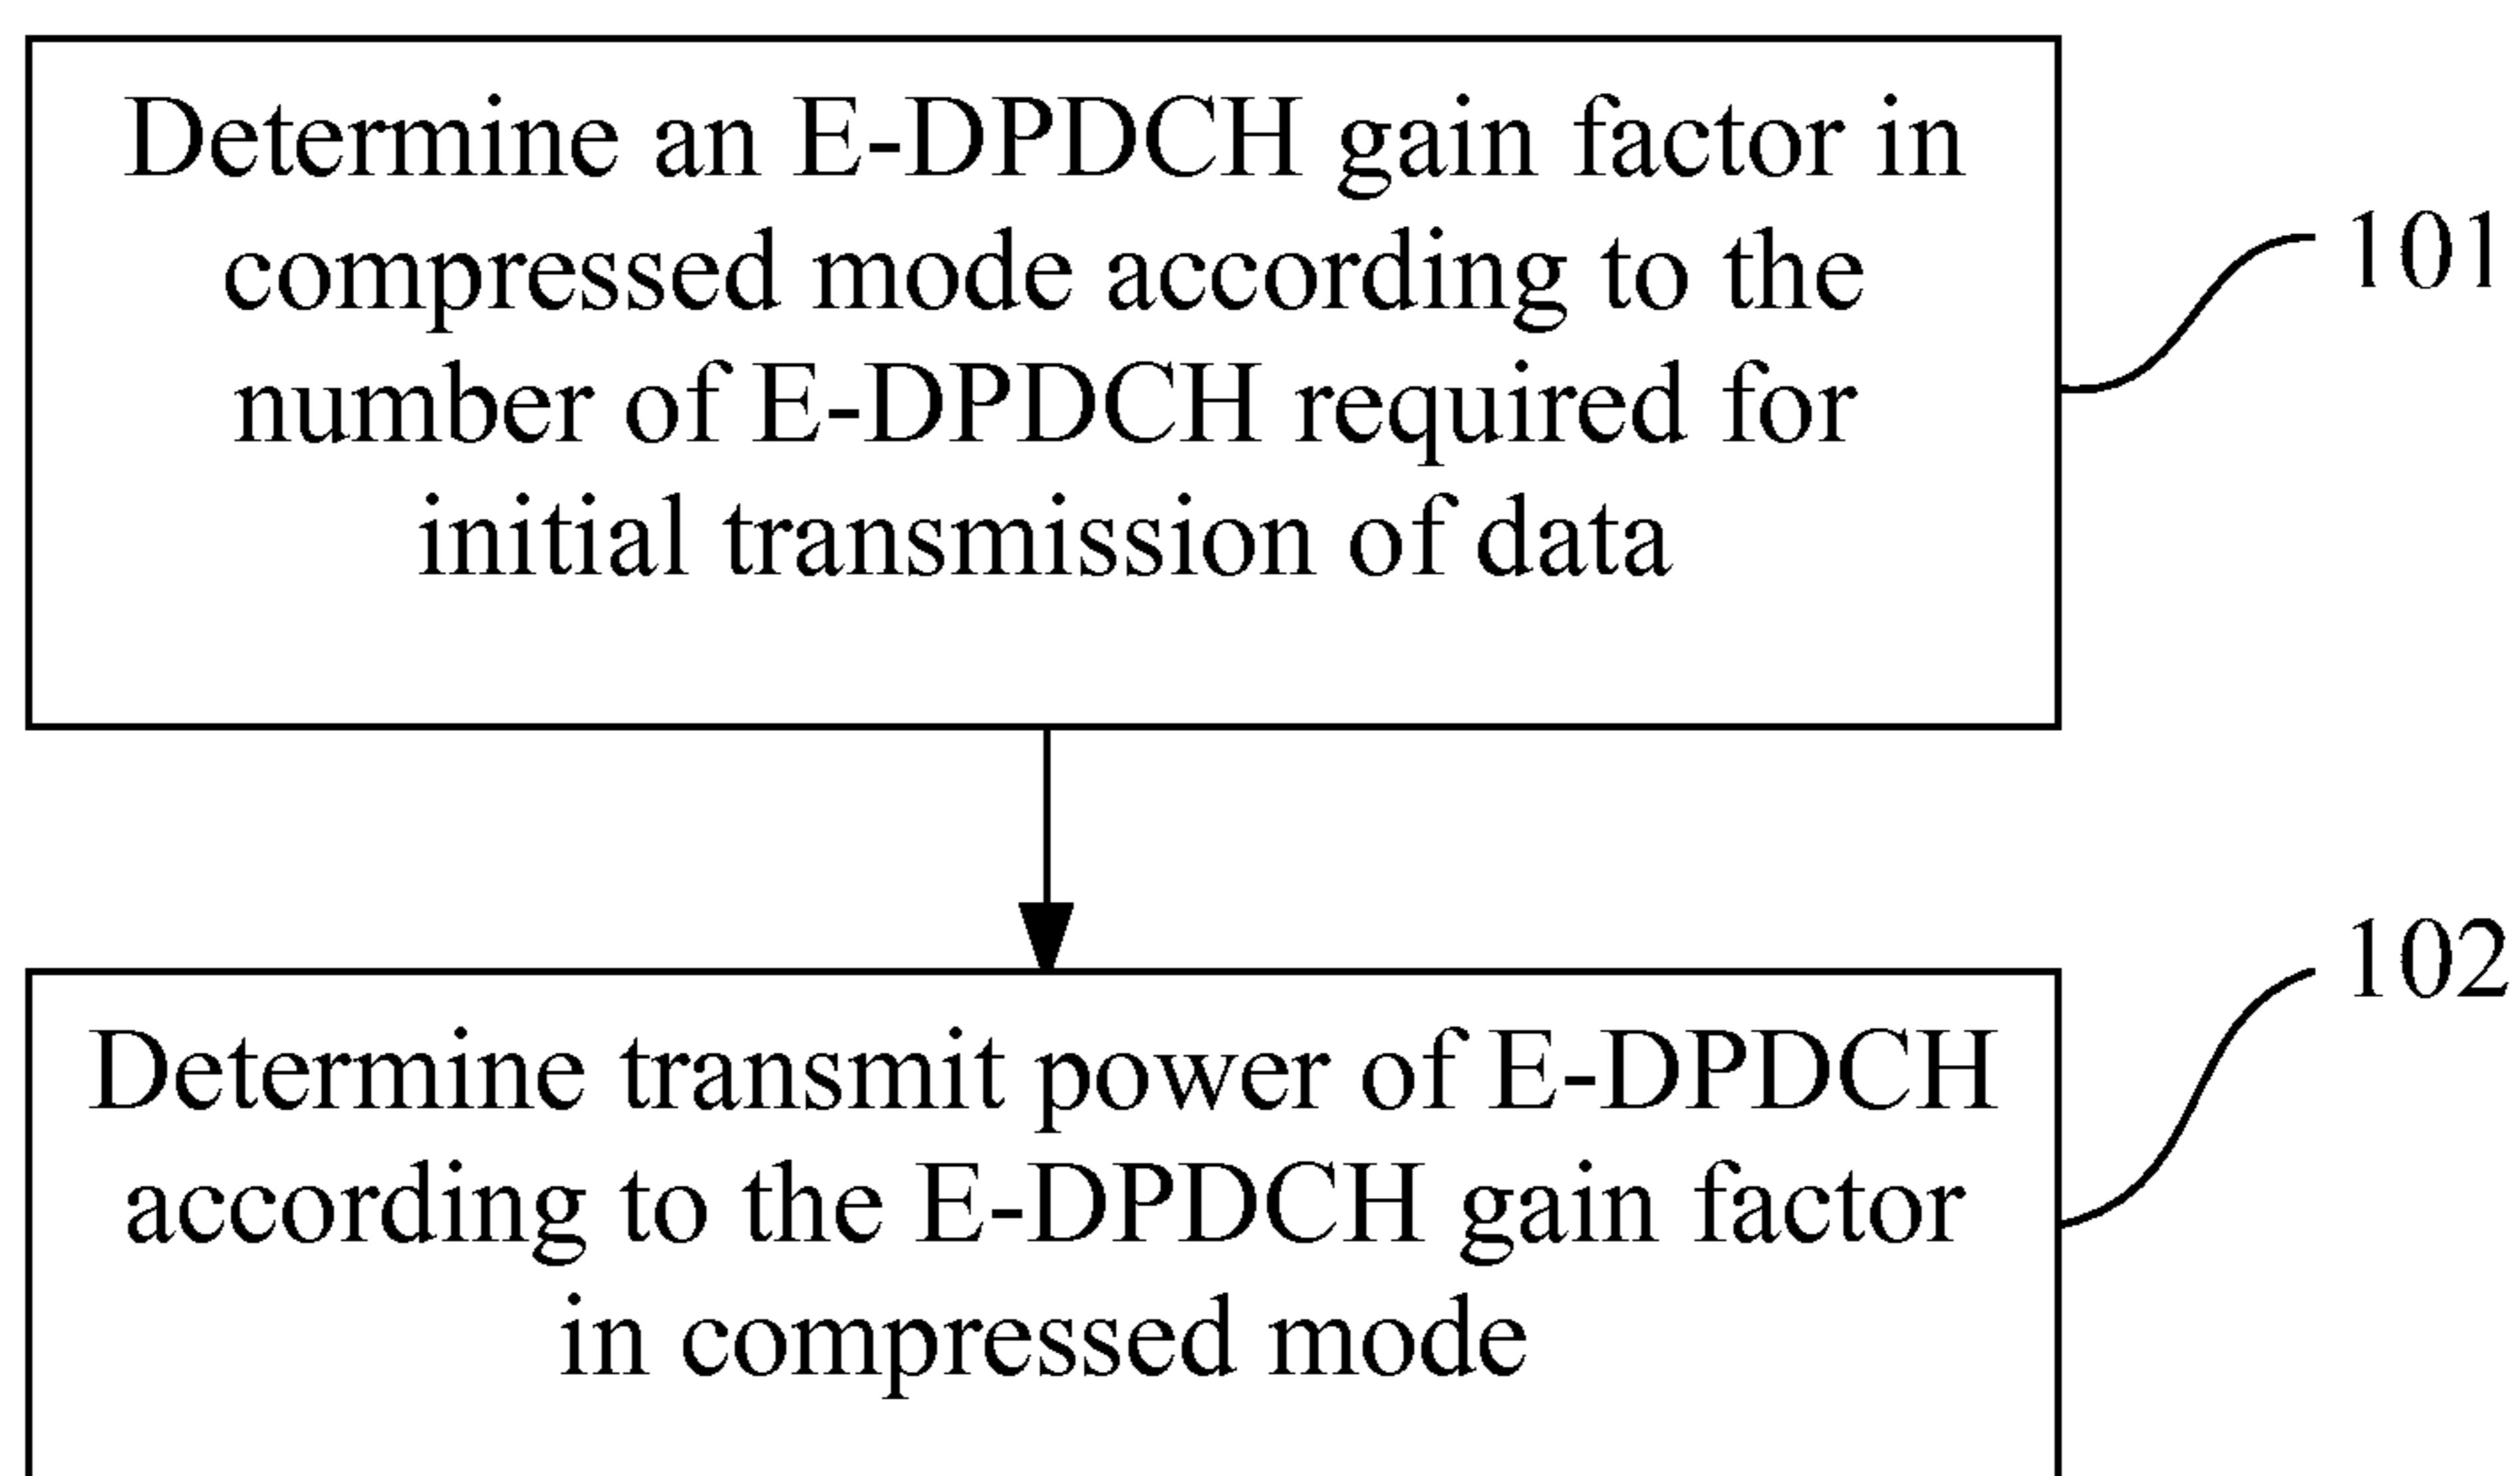 Determine an E-DPDCH gain factor in
compressed mode according to the
number of E-DPDCH required for
initial transmission of data
101
102
Determine transmit power of E-DPDCH
according to the E-DPDCH gain factor
in compressed mode